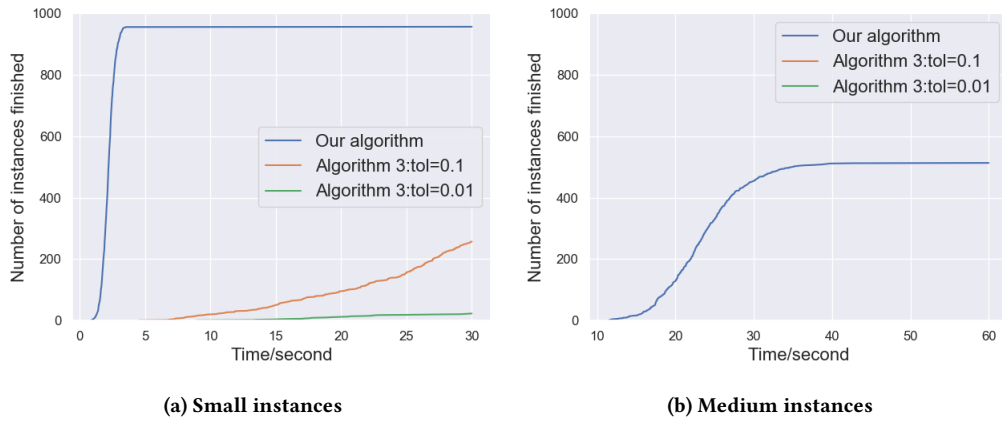 1000
800
600
400
200
0
Number of instances finished
Our algorithm
Algorithm 3:tol=0.1
Algorithm 3:tol=0.01
0 5 10 15 20 25 30
Time/second
(a) Small instances
1000
800
600
400
200
0
Number of instances finished
Our algorithm
Algorithm 3:tol=0.1
Algorithm 3:tol=0.01
10 20 30 40 50 60
Time/second
(b) Medium instances